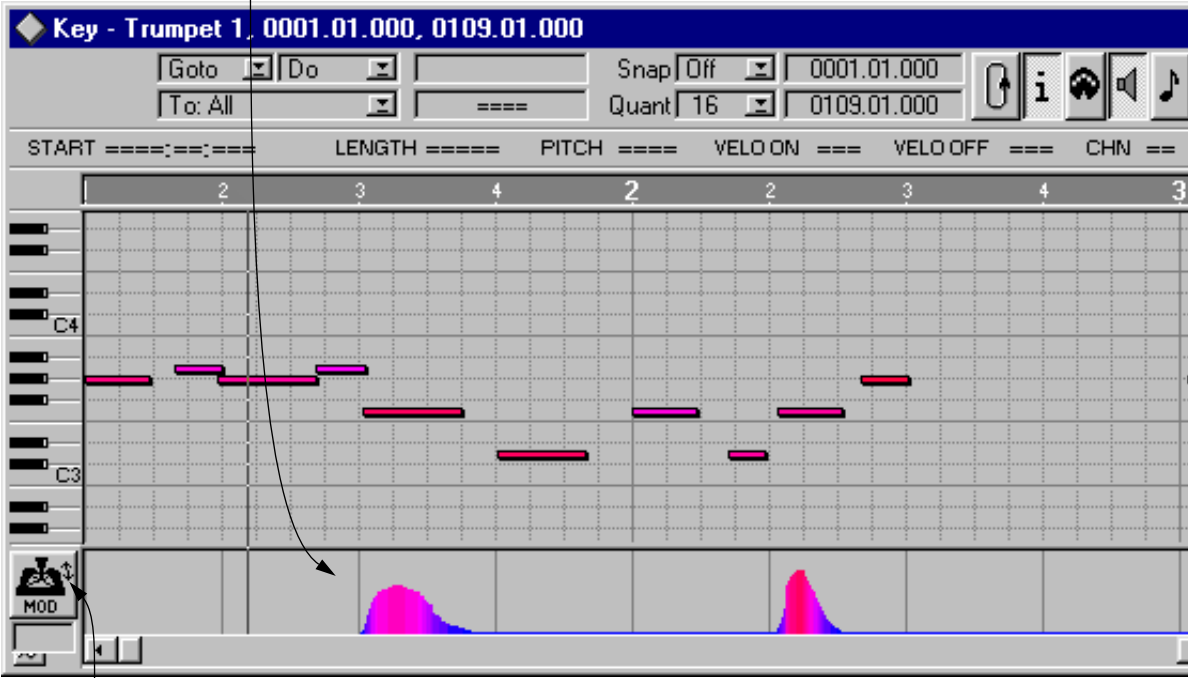 Key - Trumpet 1, 0001.01.000, 0109.01.000
Goto Do Snap Off 0001.01.000
To: All ==== Quant 16 0109.01.000
START ====:==:=== LENGTH ===== PITCH ==== VELO ON === VELO OFF === CHN ==
2 3 4 2 2 3 4 3
C4
C3
MOD